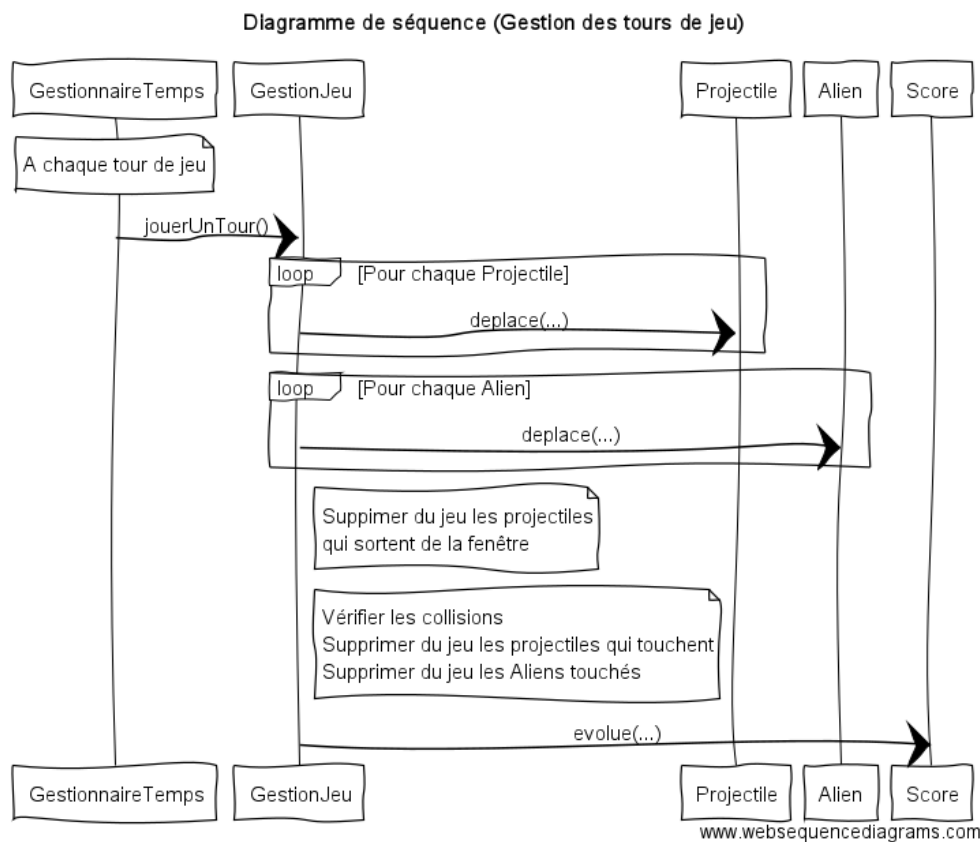 Diagramme de séquence (Gestion des tours de jeu)
GestionnaireTemps
GestionJeu
Projectile
Alien
Score
A chaque tour de jeu
jouerUnTour()
loop
[Pour chaque Projectile]
deplace(...)
loop
[Pour chaque Alien]
deplace(...)
Suppimer du jeu les projectiles
qui sortent de la fenêtre
Vérifier les collisions
Supprimer du jeu les projectiles qui touchent
Supprimer du jeu les Aliens touchés
evolue(...)
GestionnaireTemps
GestionJeu
Projectile
Alien
Score
www.websequencediagrams.com